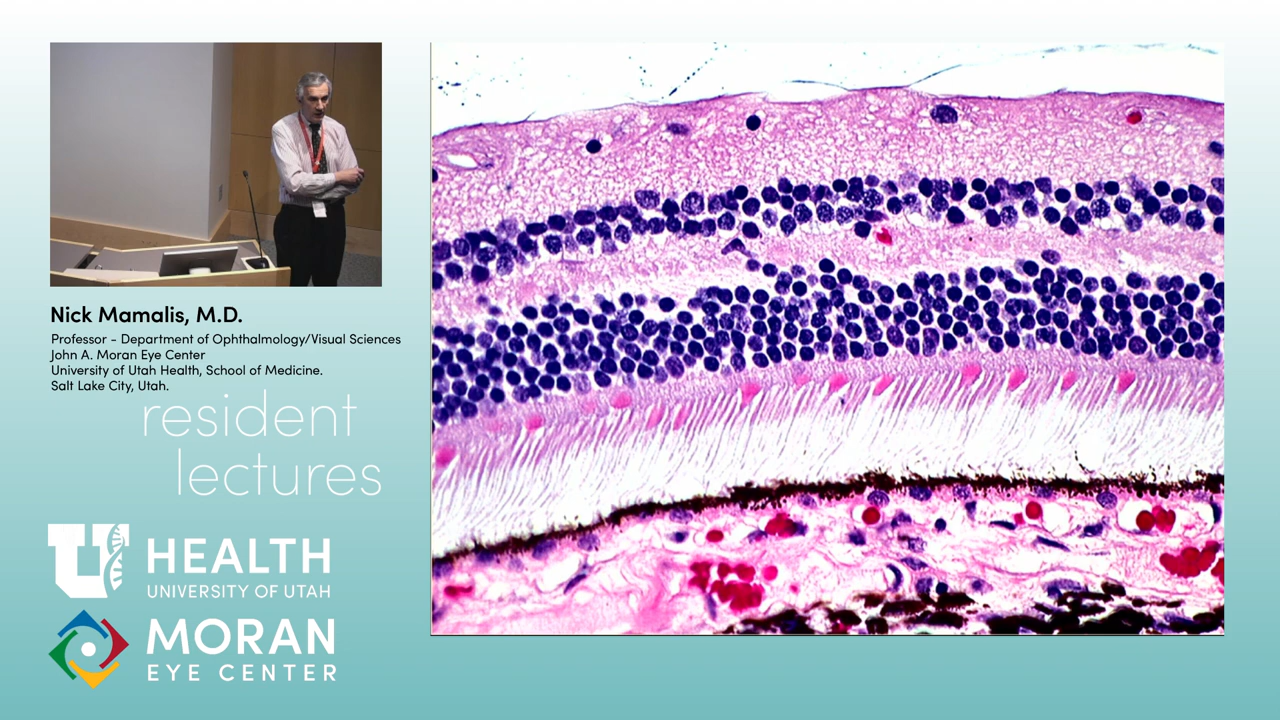 Nick Mamalis, M.D.
Professor - Department of Ophthalmology/Visual Sciences
John A. Moran Eye Center
University of Utah Health, School of Medicine.
Salt Lake City, Utah.
resident
lectures
U HEALTH
UNIVERSITY OF UTAH
MORAN
EYE CENTER